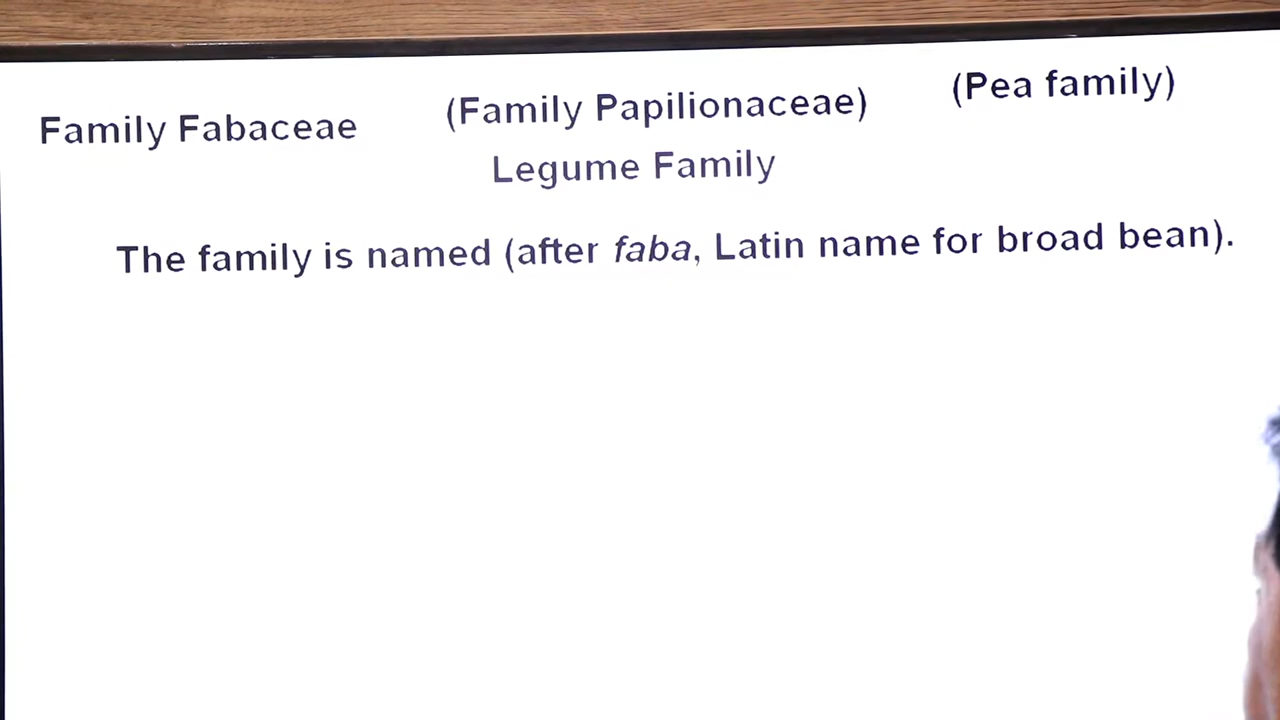 Family Fabaceae (Family Papilionaceae) (Pea family)
Legume Family
The family is named (after faba, Latin name for broad bean).